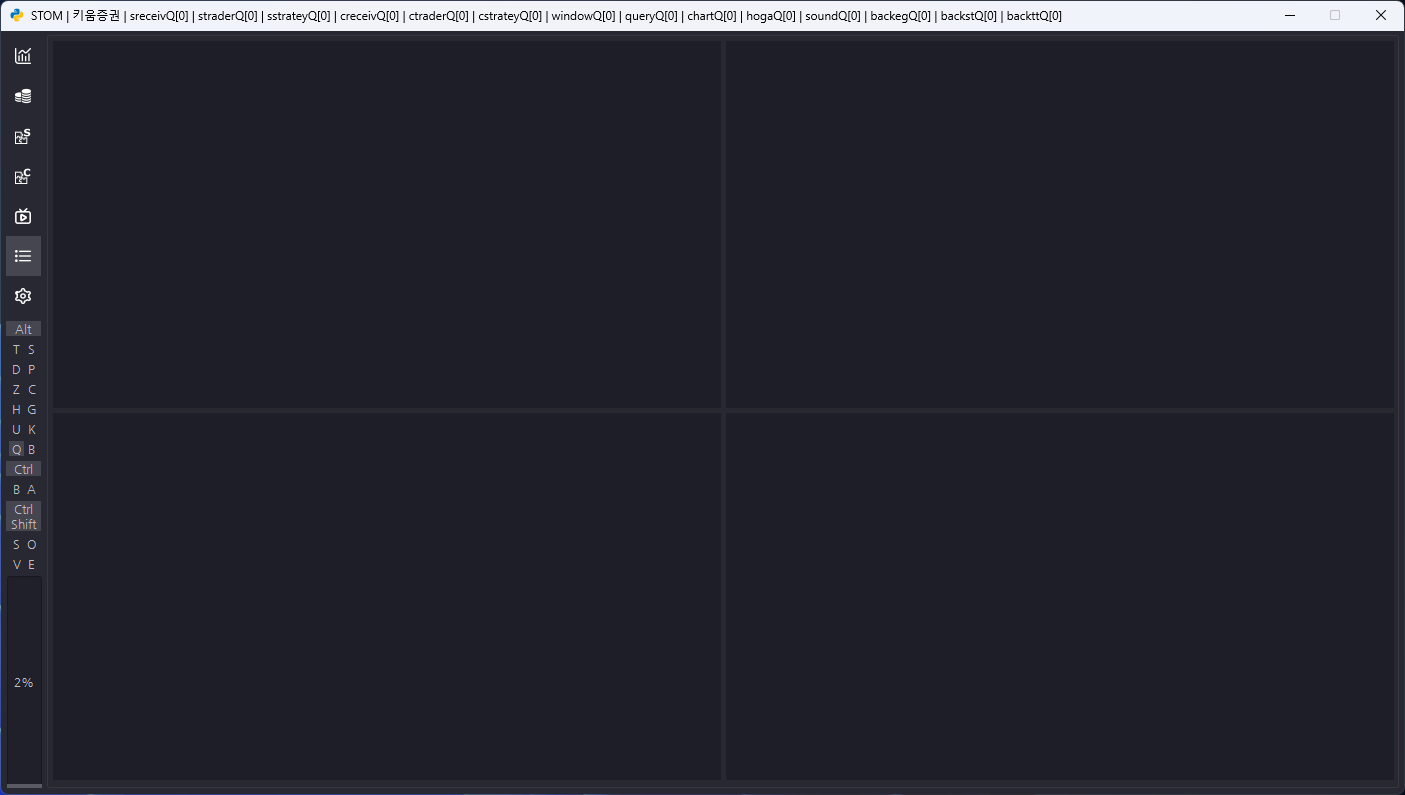 STOM | 키움증권 | sreceivQ[0] | straderQ[0] | sstrateyQ[0] | creceivQ[0] | ctraderQ[0] | cstrateyQ[0] | windowQ[0] | queryQ[0] | chartQ[0] | hogaQ[0] | soundQ[0] | backegQ[0] | backstQ[0] | backttQ[0]
S
C
Alt
T S
D P
Z C
H G
U K
Q B
Ctrl
B A
Ctrl
Shift
S O
V E
2%